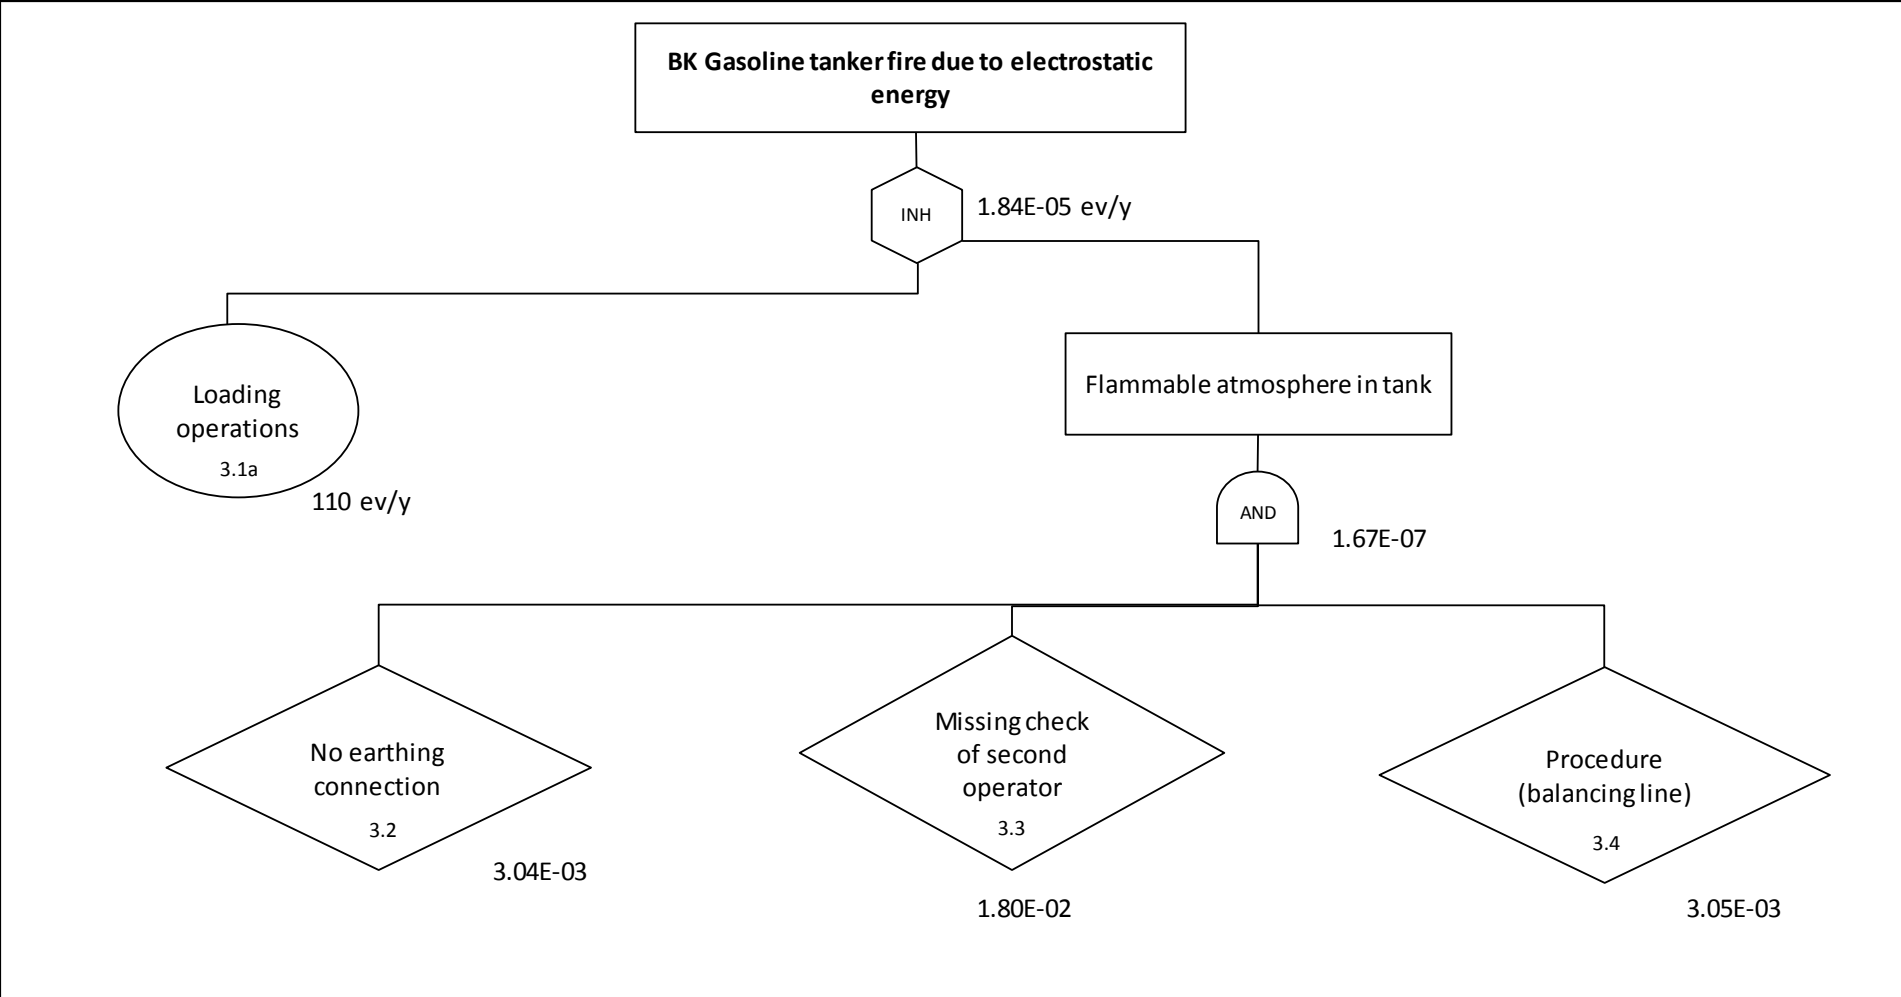 BK Gasoline tanker fire due to electrostatic
energy
INH
1.84E-05 ev/y
Loading
operations
3.1a
110 ev/y
Flammable atmosphere in tank
AND
1.67E-07
No earthing
connection
3.2
3.04E-03
Missing check
of second
operator
3.3
1.80E-02
Procedure
(balancing line)
3.4
3.05E-03